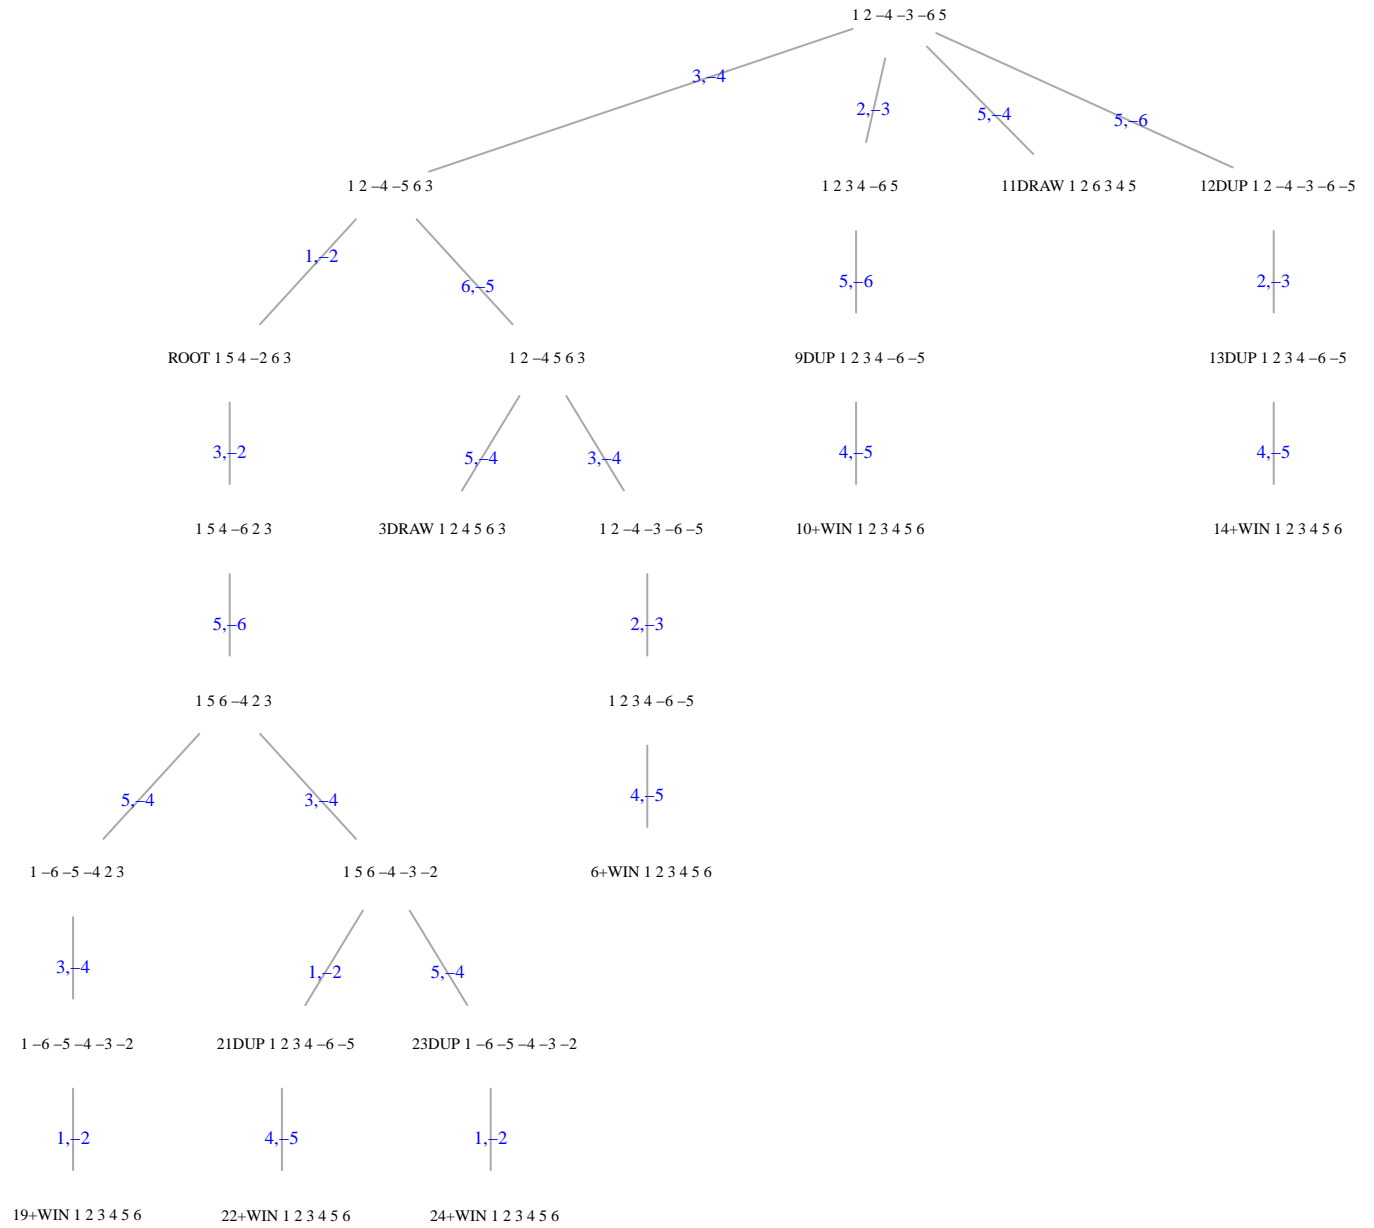 1 2 −4 −3 −6 5
3,−4
2,−3
5,−4
5,−6
1 2 −4 −5 6 3
1 2 3 4 −6 5
11DRAW 1 2 6 3 4 5
12DUP 1 2 −4 −3 −6 −5
1,−2
6,−5
5,−6
2,−3
ROOT 1 5 4 −2 6 3
1 2 −4 5 6 3
9DUP 1 2 3 4 −6 −5
13DUP 1 2 3 4 −6 −5
3,−2
5,−4
3,−4
4,−5
4,−5
1 5 4 −6 2 3
3DRAW 1 2 4 5 6 3
1 2 −4 −3 −6 −5
10+WIN 1 2 3 4 5 6
14+WIN 1 2 3 4 5 6
5,−6
2,−3
1 5 6 −4 2 3
1 2 3 4 −6 −5
5,−4
3,−4
4,−5
1 −6 −5 −4 2 3
1 5 6 −4 −3 −2
6+WIN 1 2 3 4 5 6
3,−4
1,−2
5,−4
1 −6 −5 −4 −3 −2
21DUP 1 2 3 4 −6 −5
23DUP 1 −6 −5 −4 −3 −2
1,−2
4,−5
1,−2
19+WIN 1 2 3 4 5 6
22+WIN 1 2 3 4 5 6
24+WIN 1 2 3 4 5 6